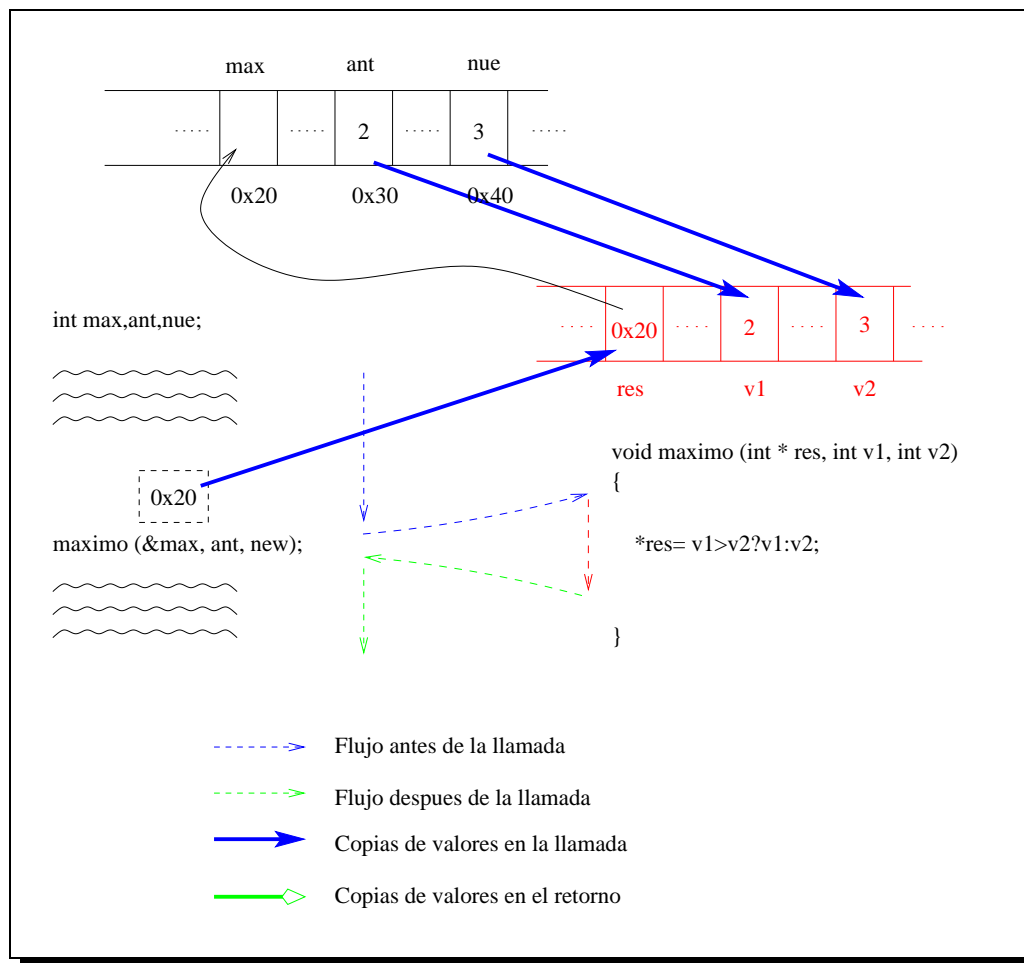 max ant nue
..... ..... 2 ..... 3 .....
0x20 0x30 0x40
int max,ant,nue;
.... 0x20 .... 2 .... 3 ....
res v1 v2
void maximo (int * res, int v1, int v2)
{
0x20
maximo (&max, ant, new);
*res= v1>v2?v1:v2;
}
Flujo antes de la llamada
Flujo despues de la llamada
Copias de valores en la llamada
Copias de valores en el retorno